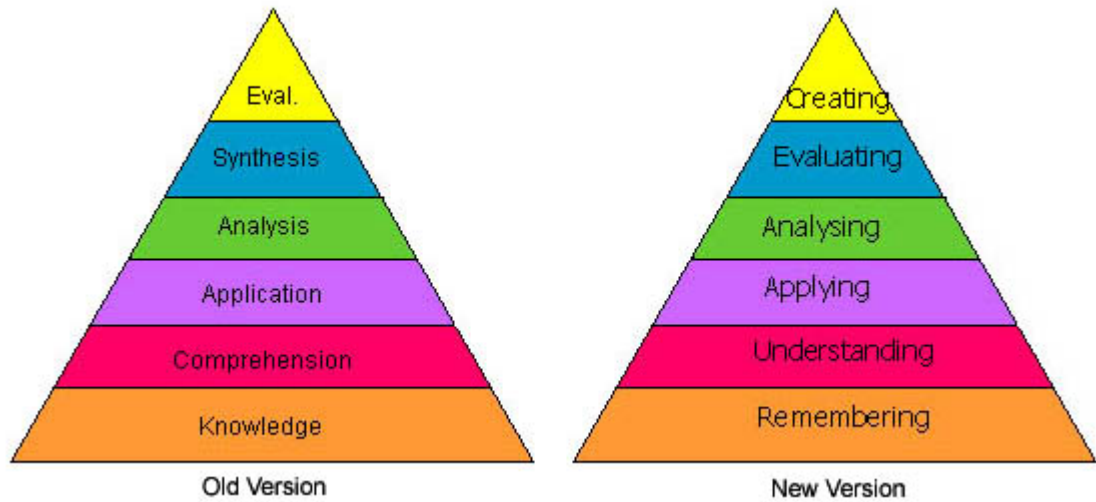 Eval.
Synthesis
Analysis
Application
Comprehension
Knowledge
Old Version
Creating
Evaluating
Analysing
Applying
Understanding
Remembering
New Version